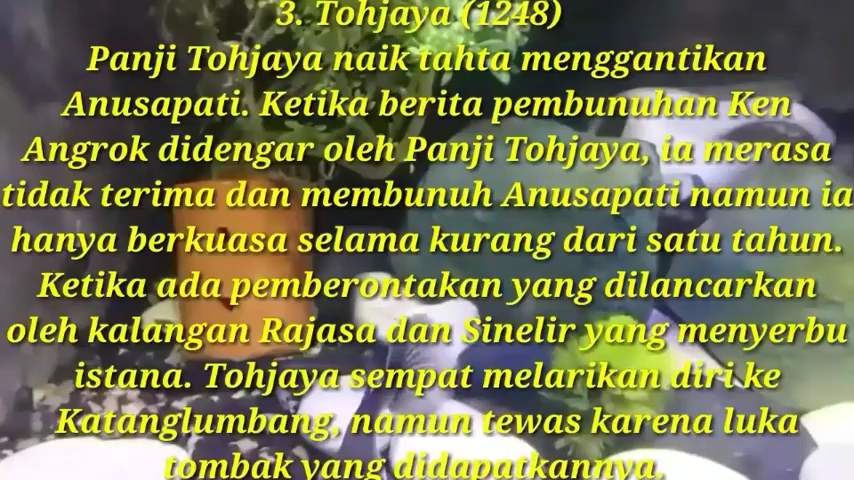 3. Tohjaya (1248)
Panji Tohjaya naik tahta menggantikan
Anusapati. Ketika berita pembunuhan Ken
Angrok didengar oleh Panji Tohjaya, ia merasa
tidak terima dan membunuh Anusapati namun ia
hanya berkuasa selama kurang dari satu tahun.
Ketika ada pemberontakan yang dilancarkan
oleh kalangan Rajasa dan Sinelir yang menyerbu
istana. Tohjaya sempat melarikan diri ke
Katanglumbang, namun tewas karena luka
tombak yang didapatkannya.